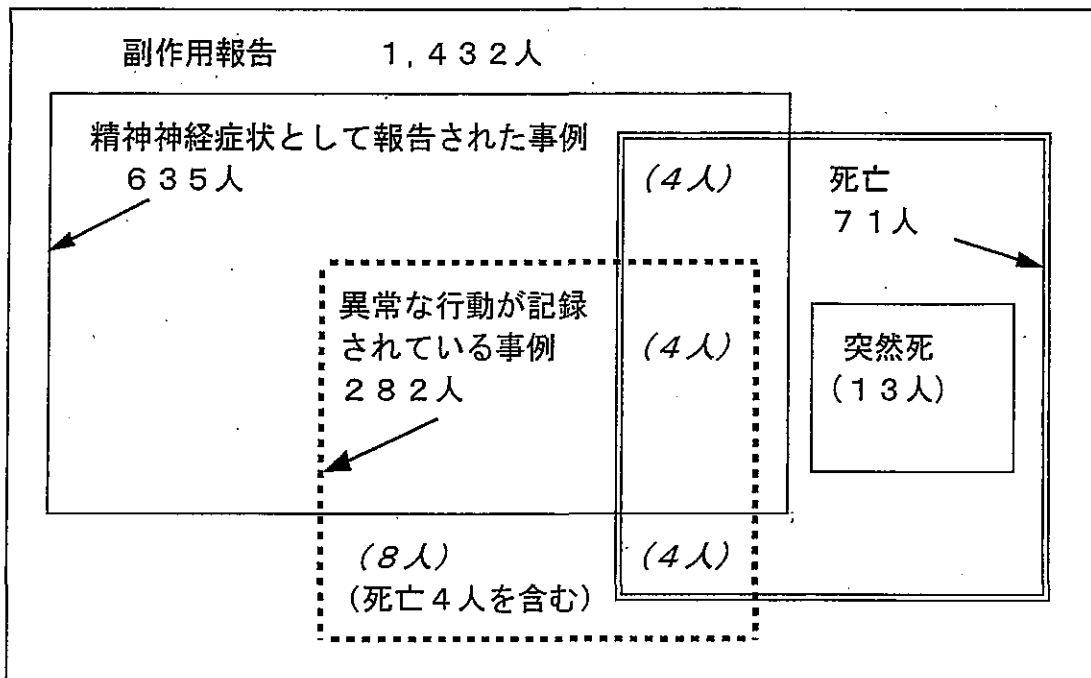 副作用報告 1,432人
精神神経症状として報告された事例
635人
(4人)
死亡
71人
異常な行動が記録
されている事例
282人
(4人)
突然死
(13人)
(8人)
(死亡4人を含む)
(4人)